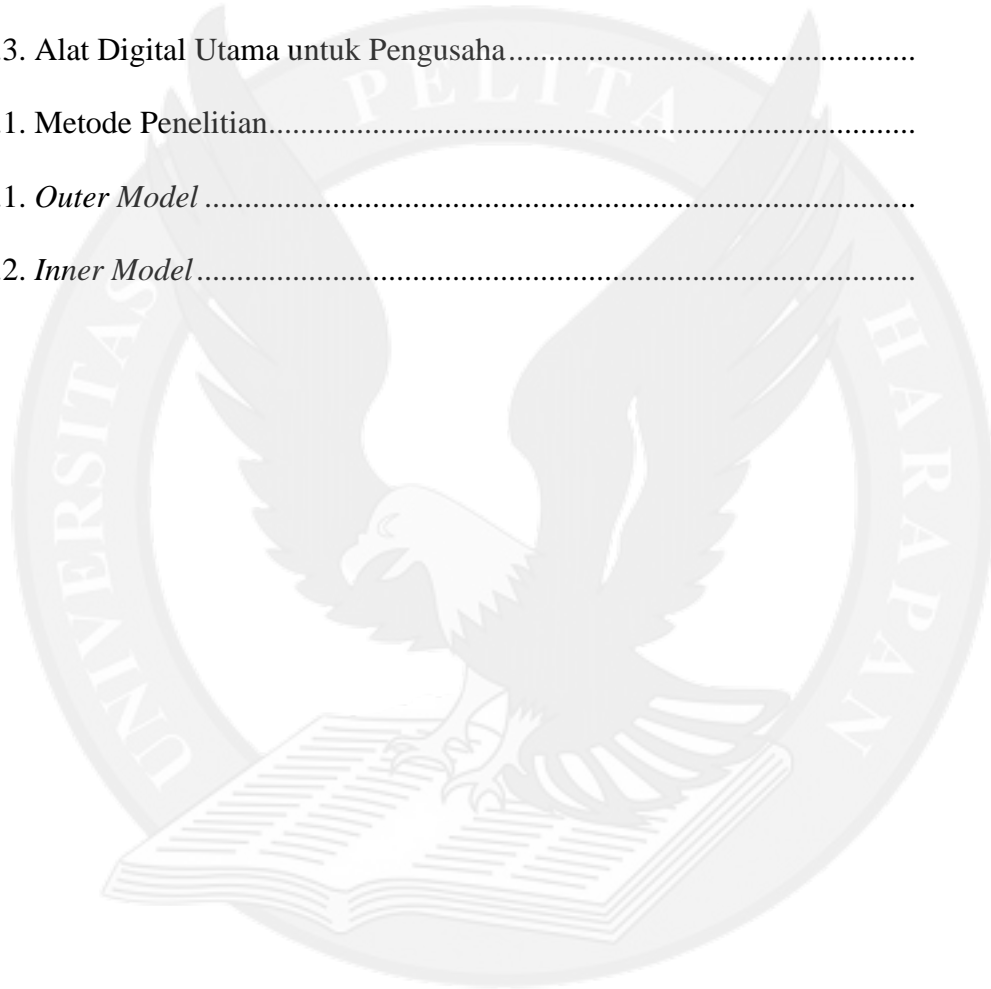 .3. Alat Digital Utama untuk Pengusaha...................................................
.1. Metode Penelitian.................................................................................
.1. Outer Model .........................................................................................
.2. Inner Model..........................................................................................
UNIVERSITAS PELITA HARAPAN